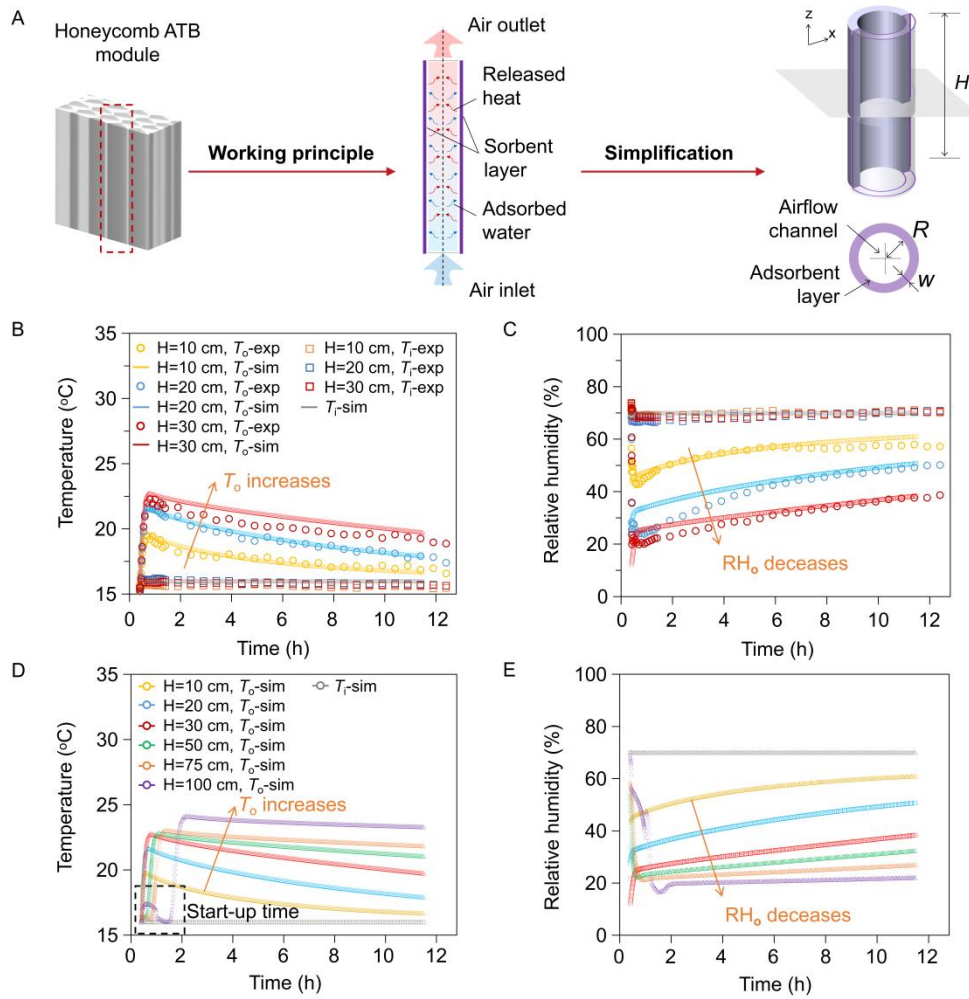 A
Honeycomb ATB
module
Working principle
Air outlet
Released
heat
Sorbent
layer
Adsorbed
water
Air inlet
Simplification
z
x
H
Airflow
channel
R
Adsorbent
layer
w
B
Temperature (oC)
35
30
25
20
15
10
H=10 cm, To-exp
H=10 cm, To-sim
H=20 cm, To-exp
H=20 cm, To-sim
H=30 cm, To-exp
H=30 cm, To-sim
H=10 cm, Ti-exp
H=20 cm, Ti-exp
H=30 cm, Ti-exp
Ti-sim
To increases
0 2 4 6 8 10 12
Time (h)
C
Relative humidity (%)
100
80
60
40
20
0
RHo deceases
0 2 4 6 8 10 12
Time (h)
D
Temperature (oC)
35
30
25
20
15
10
H=10 cm, To-sim
H=20 cm, To-sim
H=30 cm, To-sim
H=50 cm, To-sim
H=75 cm, To-sim
H=100 cm, To-sim
Ti-sim
To increases
Start-up time
0 2 4 6 8 10 12
Time (h)
E
Relative humidity (%)
100
80
60
40
20
0
RHo deceases
0 2 4 6 8 10 12
Time (h)